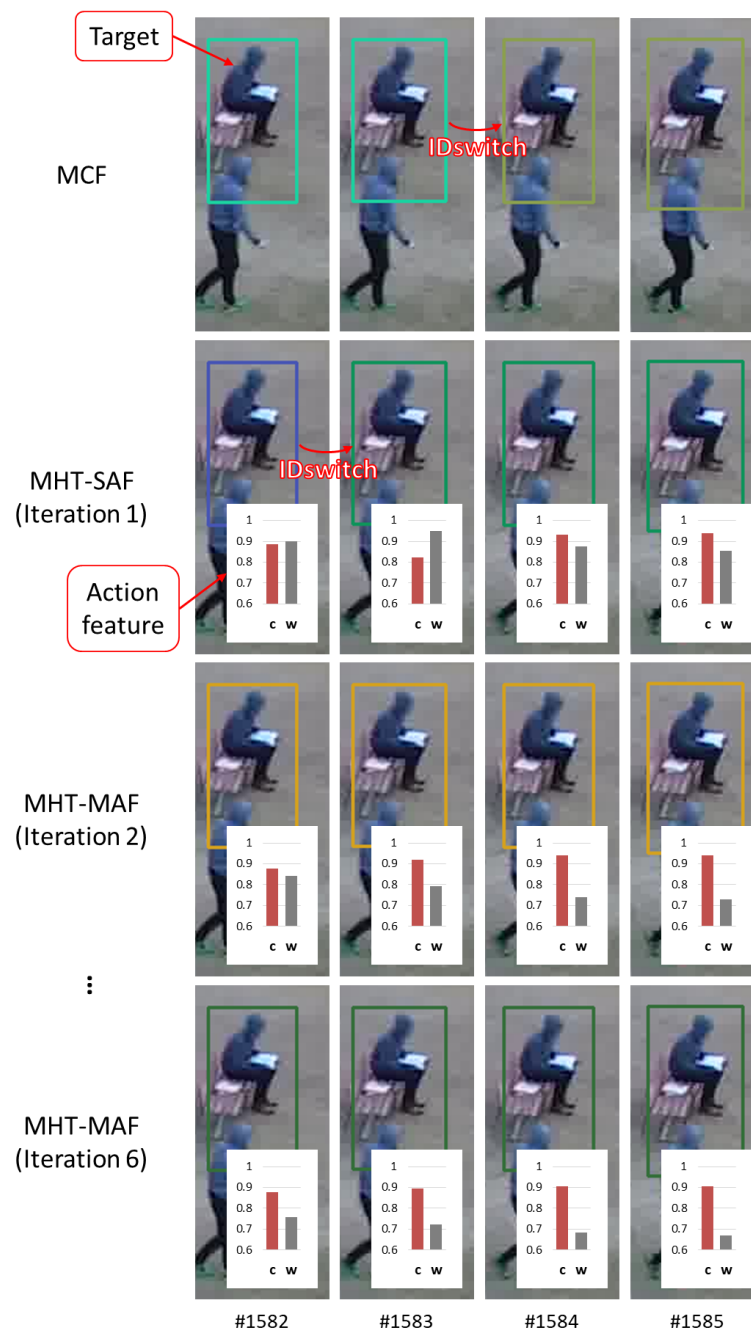 Target
MCF
IDswitch
MHT-SAF
(Iteration 1)
IDswitch
Action
feature
1
0.9
0.8
0.7
0.6
c w
1
0.9
0.8
0.7
0.6
c w
1
0.9
0.8
0.7
0.6
c w
1
0.9
0.8
0.7
0.6
c w
MHT-MAF
(Iteration 2)
1
0.9
0.8
0.7
0.6
c w
1
0.9
0.8
0.7
0.6
c w
1
0.9
0.8
0.7
0.6
c w
1
0.9
0.8
0.7
0.6
c w
⋮
MHT-MAF
(Iteration 6)
1
0.9
0.8
0.7
0.6
c w
1
0.9
0.8
0.7
0.6
c w
1
0.9
0.8
0.7
0.6
c w
1
0.9
0.8
0.7
0.6
c w
#1582 #1583 #1584 #1585